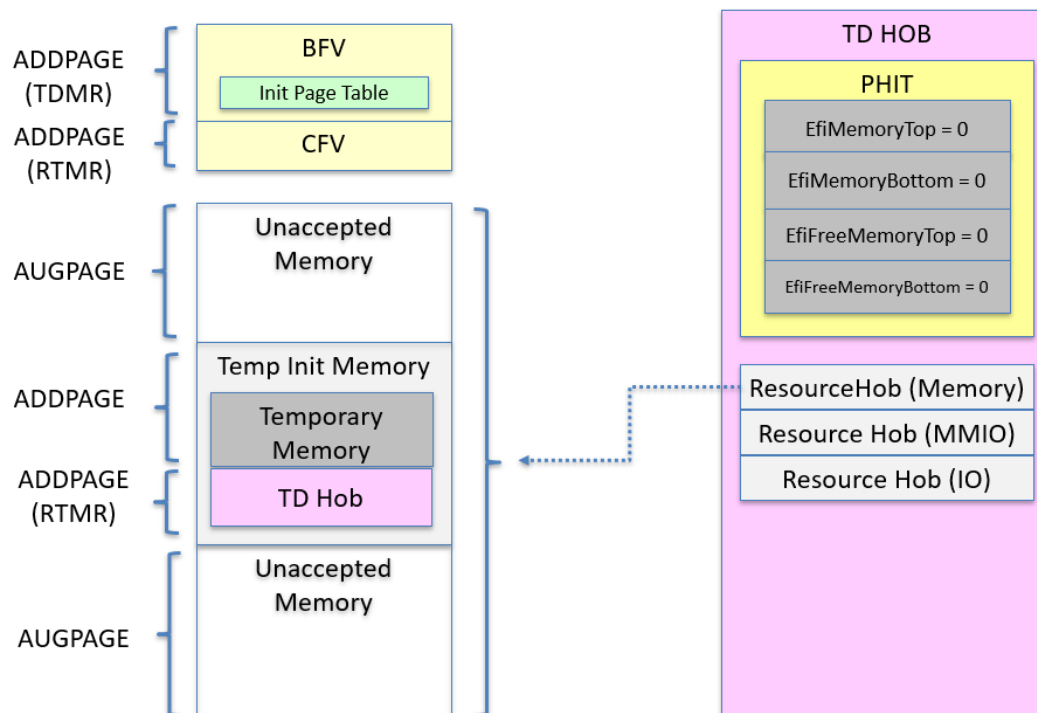 ADDPAGE
(TDMR)
ADDPAGE
(RTMR)
AUGPAGE
ADDPAGE
ADDPAGE
(RTMR)
AUGPAGE
BFV
Init Page Table
CFV
Unaccepted
Memory
Temp Init Memory
Temporary
Memory
TD Hob
Unaccepted
Memory
TD HOB
PHIT
EfiMemoryTop = 0
EfiMemoryBottom = 0
EfiFreeMemoryTop = 0
EfiFreeMemoryBottom = 0
ResourceHob (Memory)
Resource Hob (MMIO)
Resource Hob (IO)